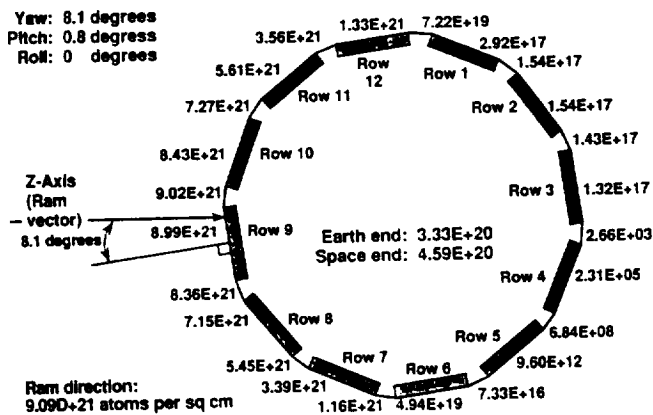 Yaw: 8.1 degrees
Pitch: 0.8 degrees
Roll: 0 degrees
1.33E+21
7.22E+19
3.56E+21
2.92E+17
Row 12
Row 1
1.54E+17
5.61E+21
Row 11
Row 2
7.27E+21
1.54E+17
1.43E+17
8.43E+21
Row 10
Z-Axis
(Ram
vector)
9.02E+21
Row 3
1.32E+17
8.99E+21
Row 9
8.1 degrees
Earth end: 3.33E+20
Space end: 4.59E+20
2.66E+03
Row 4
2.31E+05
8.36E+21
7.15E+21
Row 8
Row 5
6.84E+08
5.45E+21
Row 7
Row 6
9.60E+12
3.39E+21
1.16E+21
4.94E+19
7.33E+16
Ram direction:
9.09D+21 atoms per sq cm